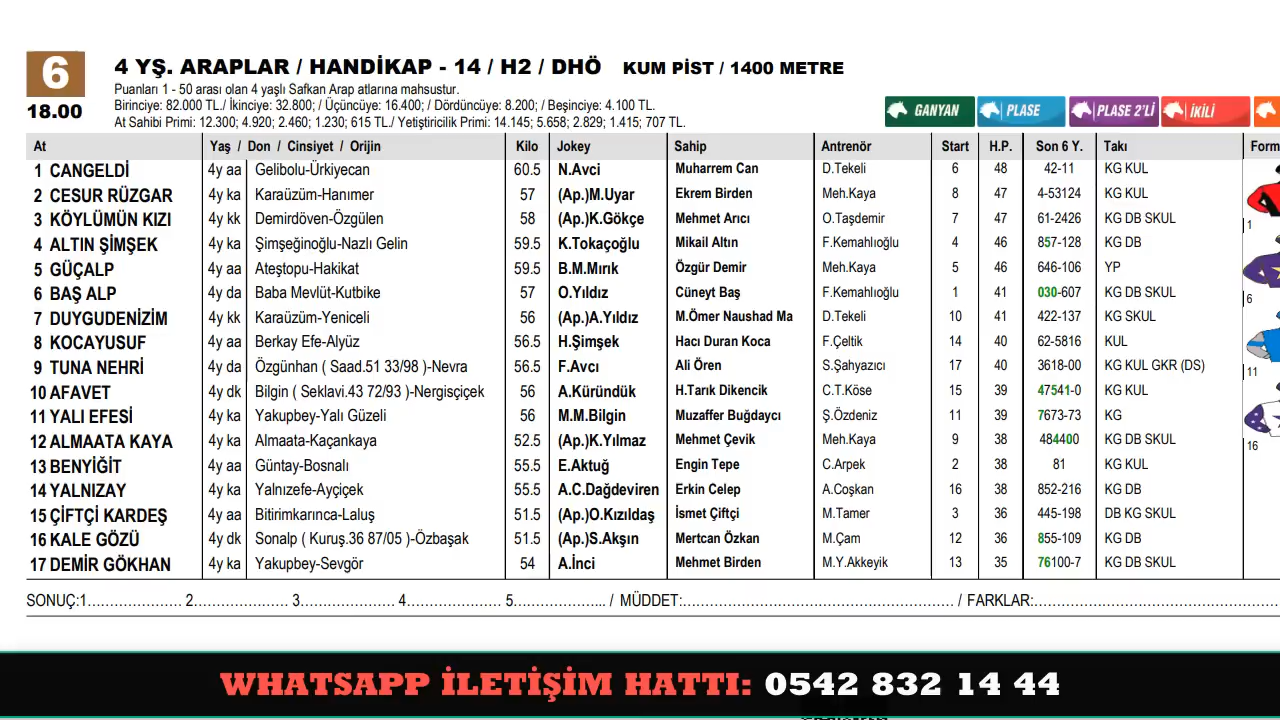 6
18.00
4 YŞ. ARAPLAR / HANDİKAP - 14 / H2 / DHÖ KUM PİST / 1400 METRE
Puanları 1 - 50 arası olan 4 yaşlı Safkan Arap atlarına mahsustur.
Birinciye: 82.000 TL./ İkinciye: 32.800; / Üçüncüye: 16.400; / Dördüncüye: 8.200; / Beşinciye: 4.100 TL.
At Sahibi Primi: 12.300; 4.920; 2.460; 1.230; 615 TL./ Yetiştiricilik Primi: 14.145; 5.658; 2.829; 1.415; 707 TL.
GANYAN PLASE PLASE 2'Lİ İKİLİ
At Yaş / Don / Cinsiyet / Orijin Kilo Jokey Sahip Antrenör Start H.P. Son 6 Y. Takı Form
1 CANGELDİ 4y aa Gelibolu-Ürkiyecan 60.5 N.Avci Muharrem Can D.Tekeli 6 48 42-11 KG KUL
2 CESUR RÜZGAR 4y ka Karaüzüm-Hanımer 57 (Ap.)M.Uyar Ekrem Birden Meh.Kaya 8 47 4-53124 KG KUL
3 KÖYLÜMÜN KIZI 4y kk Demirdöven-Özgülen 58 (Ap.)K.Gökçe Mehmet Arıcı O.Taşdemir 7 47 61-2426 KG DB SKUL
1
4 ALTIN ŞİMŞEK 4y ka Şimşeğinoğlu-Nazlı Gelin 59.5 K.Tokaçoğlu Mikail Altın F.Kemahlıoğlu 4 46 857-128 KG DB
5 GÜÇALP 4y aa Ateştopu-Hakikat 59.5 B.M.Mırık Özgür Demir Meh.Kaya 5 46 646-106 YP
6 BAŞ ALP 4y da Baba Mevlüt-Kutbike 57 O.Yıldız Cüneyt Baş F.Kemahlıoğlu 1 41 030-607 KG DB SKUL
6
7 DUYGUDENİZİM 4y kk Karaüzüm-Yeniceli 56 (Ap.)A.Yıldız M.Ömer Naushad Ma D.Tekeli 10 41 422-137 KG SKUL
8 KOCAYUSUF 4y aa Berkay Efe-Alyüz 56.5 H.Şimşek Hacı Duran Koca F.Çeltik 14 40 62-5816 KUL
9 TUNA NEHRİ 4y da Özgünhan ( Saad.51 33/98 )-Nevra 56.5 F.Avcı Ali Ören S.Şahyazıcı 17 40 3618-00 KG KUL GKR (DS)
11
10 AFAVET 4y dk Bilgin ( Seklavi.43 72/93 )-Nergisçiçek 56 A.Küründük H.Tarık Dikencik C.T.Köse 15 39 47541-0 KG KUL
11 YALI EFESİ 4y ka Yakupbey-Yalı Güzeli 56 M.M.Bilgin Muzaffer Buğdaycı Ş.Özdeniz 11 39 7673-73 KG
12 ALMAATA KAYA 4y ka Almaata-Kaçankaya 52.5 (Ap.)K.Yılmaz Mehmet Çevik Meh.Kaya 9 38 484400 KG DB SKUL
16
13 BENYİĞİT 4y aa Güntay-Bosnalı 55.5 E.Aktuğ Engin Tepe C.Arpek 2 38 81 KG KUL
14 YALNIZAY 4y ka Yalnızefe-Ayçiçek 55.5 A.C.Dağdeviren Erkin Celep A.Coşkan 16 38 852-216 KG DB
15 ÇİFTÇİ KARDEŞ 4y aa Bitirimkarınca-Laluş 51.5 (Ap.)O.Kızıldaş İsmet Çiftçi M.Tamer 3 36 445-198 DB KG SKUL
16 KALE GÖZÜ 4y dk Sonalp ( Kuruş.36 87/05 )-Özbaşak 51.5 (Ap.)S.Akşın Mertcan Özkan M.Çam 12 36 855-109 KG DB
17 DEMİR GÖKHAN 4y ka Yakupbey-Sevgör 54 A.İnci Mehmet Birden M.Y.Akkeyik 13 35 76100-7 KG DB SKUL
SONUÇ:1..................... 2..................... 3..................... 4..................... 5..................... / MÜDDET:............................................................ / FARKLAR:......................................................
WHATSAPP İLETİŞİM HATTI: 0542 832 14 44